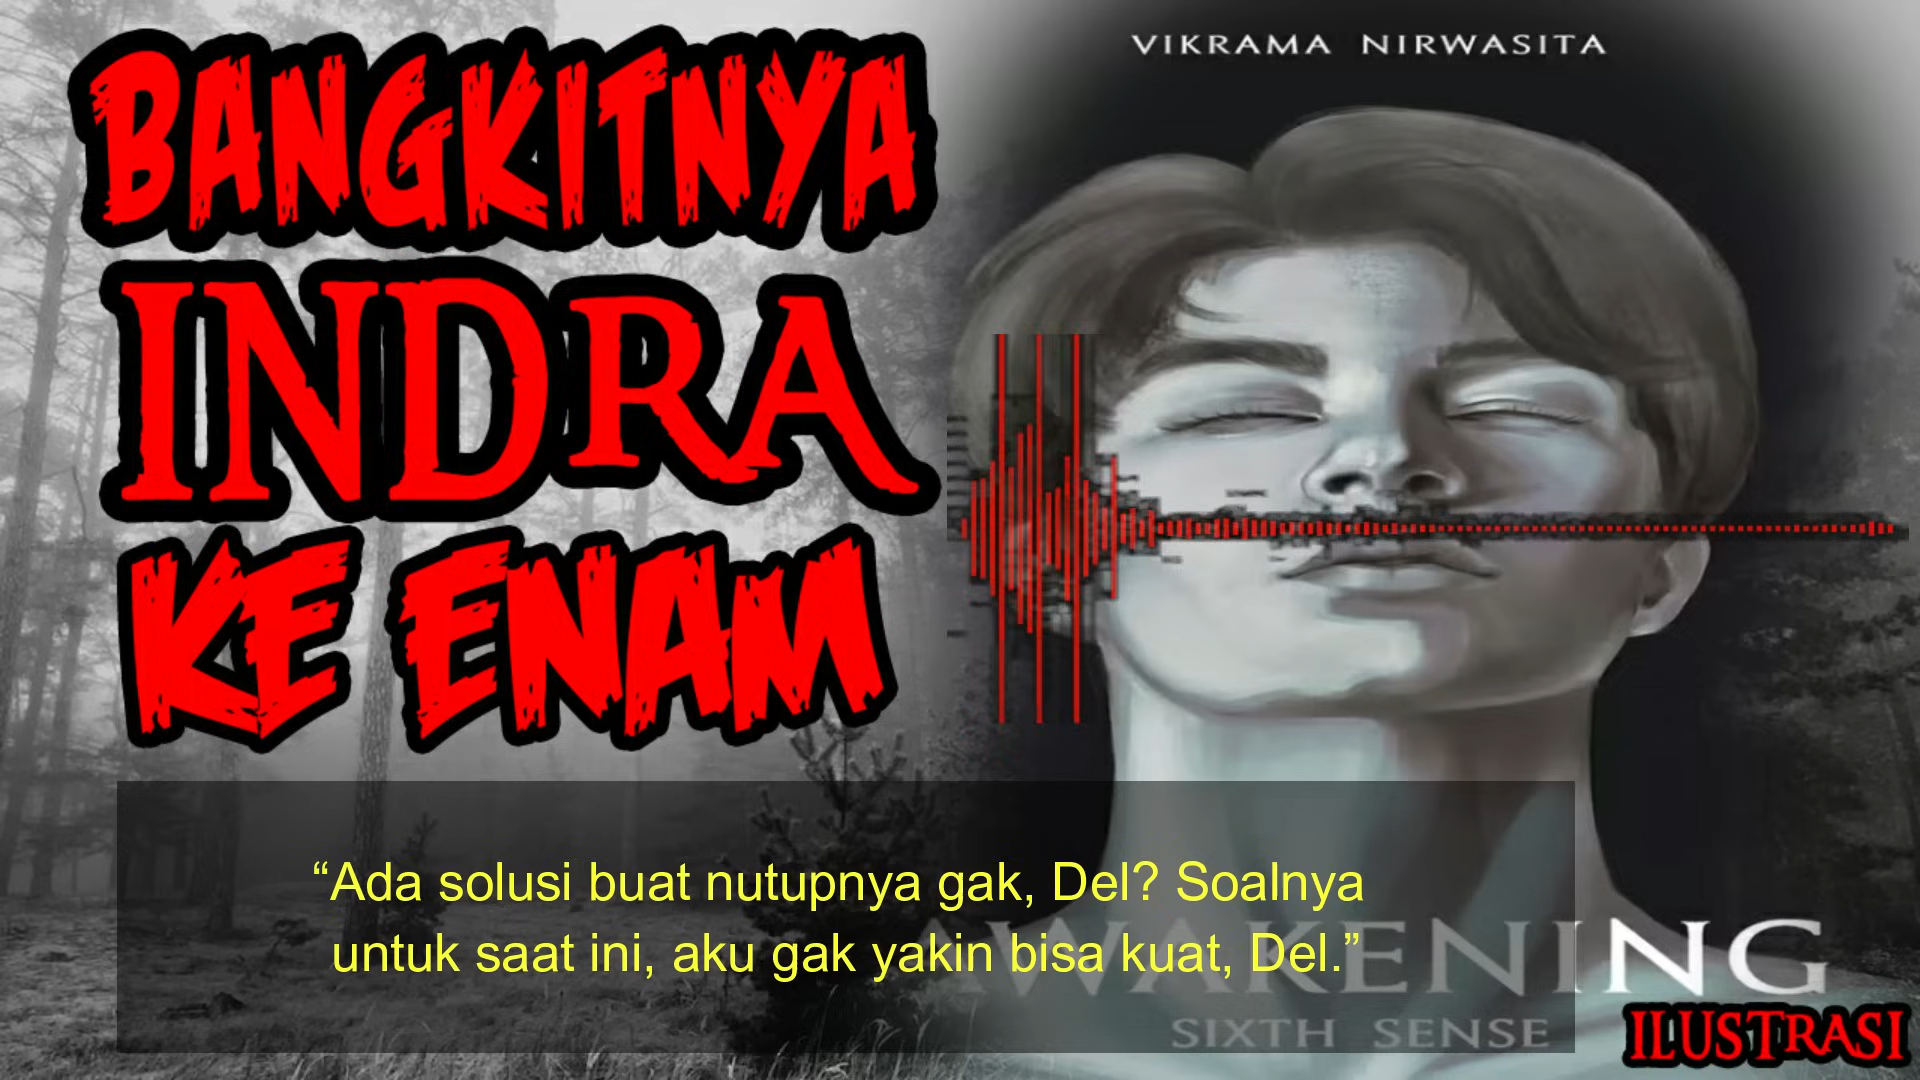 VIKRAMA NIRWASITA
BANGKITNYA
INDRA
KE ENAM
“Ada solusi buat nutupnya gak, Del? Soalnya
untuk saat ini, aku gak yakin bisa kuat, Del.”
AWAKENING
SIXTH SENSE
ILUSTRASI